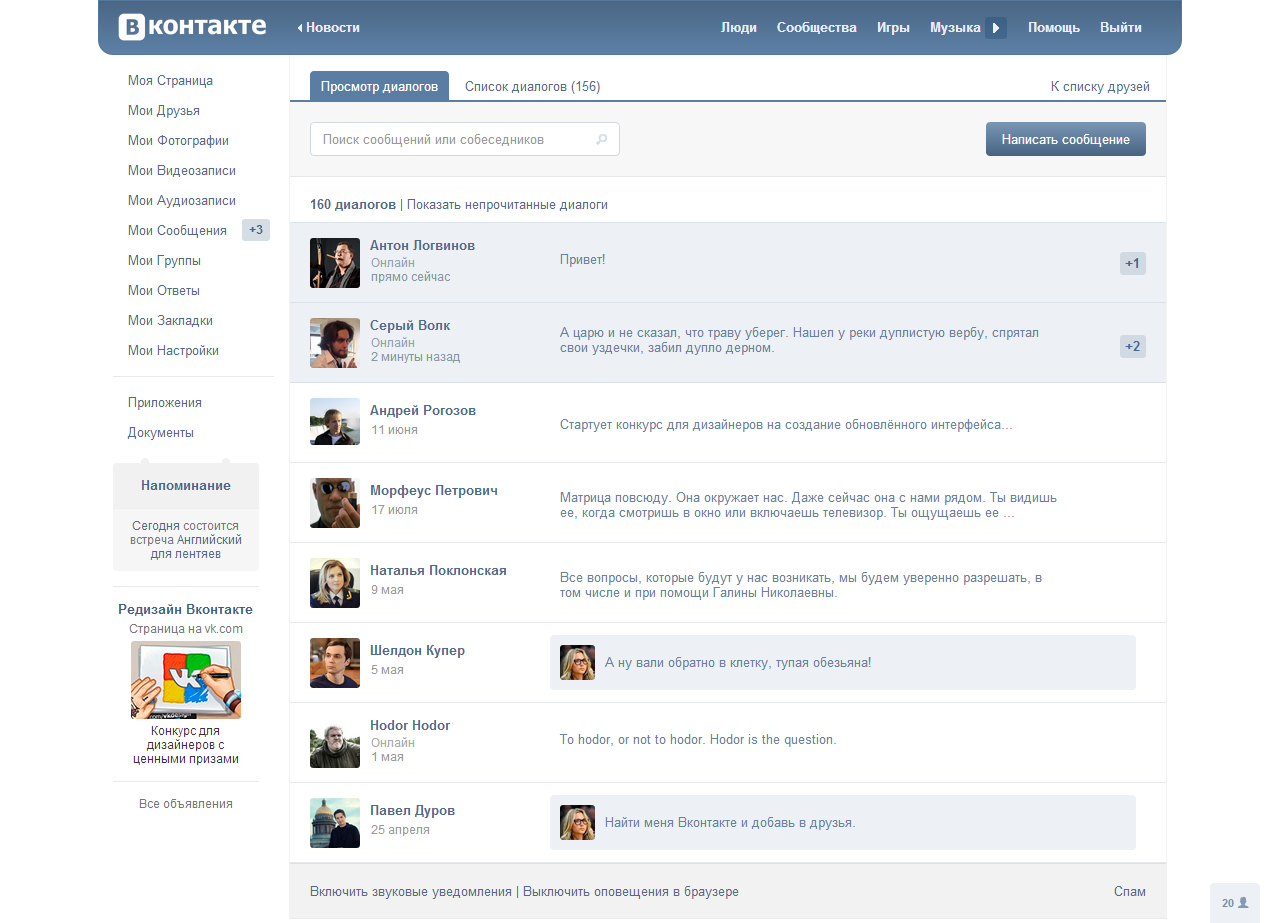 Вконтакте
Новости
Люди Сообщества Игры Музыка Помощь Выйти
Моя Страница
Мои Друзья
Мои Фотографии
Мои Видеозаписи
Мои Аудиозаписи
Мои Сообщения +3
Мои Группы
Мои Ответы
Мои Закладки
Мои Настройки
Приложения
Документы
Напоминание
Сегодня состоится
встреча Английский
для лентяев
Редизайн Вконтакте
Страница на vk.com
Конкурс для
дизайнеров с
ценными призами
Все объявления
Просмотр диалогов Список диалогов (156) К списку друзей
Поиск сообщений или собеседников Написать сообщение
160 диалогов | Показать непрочитанные диалоги
Антон Логвинов
Онлайн
прямо сейчас
Привет!
+1
Серый Волк
Онлайн
2 минуты назад
А царю и не сказал, что траву уберег. Нашел у реки дуплистую вербу, спрятал
свои уздечки, забил дупло дерном.
+2
Андрей Рогозов
11 июня
Стартует конкурс для дизайнеров на создание обновлённого интерфейса...
Морфеус Петрович
17 июля
Матрица повсюду. Она окружает нас. Даже сейчас она с нами рядом. Ты видишь
ее, когда смотришь в окно или включаешь телевизор. Ты ощущаешь ее ...
Наталья Поклонская
9 мая
Все вопросы, которые будут у нас возникать, мы будем уверенно разрешать, в
том числе и при помощи Галины Николаевны.
Шелдон Купер
5 мая
А ну вали обратно в клетку, тупая обезьяна!
Hodor Hodor
Онлайн
1 мая
To hodor, or not to hodor. Hodor is the question.
Павел Дуров
25 апреля
Найти меня Вконтакте и добавь в друзья.
Включить звуковые уведомления | Выключить оповещения в браузере Спам
20